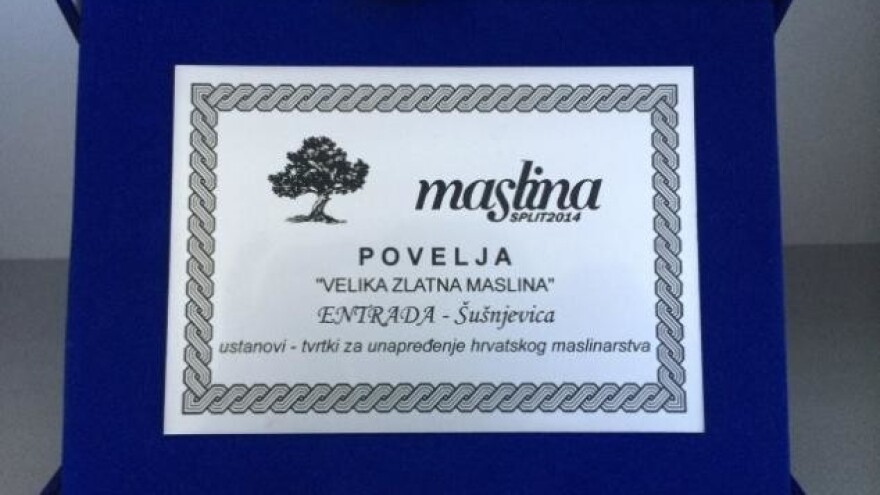 maslina
SPLIT2014
POVELJA
"VELIKA ZLATNA MASLINA"
ENTRADA - Šušnjevica
ustanovi - tvrtki za unapređenje hrvatskog maslinarstva